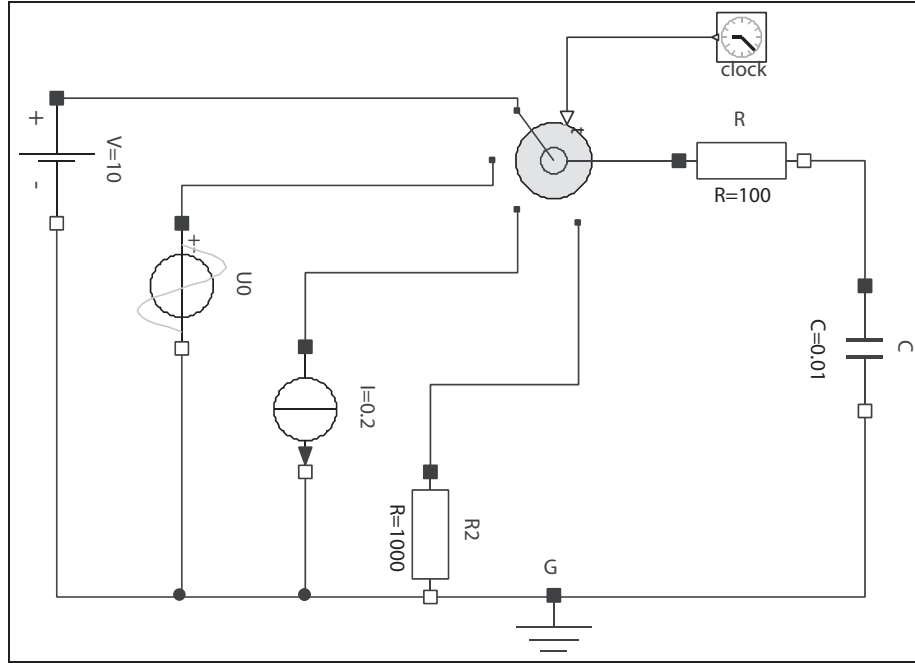 clock
R
R=100
+
V=10
-
+
-
U0
C
C=0.01
I=0.2
R2
R=1000
G